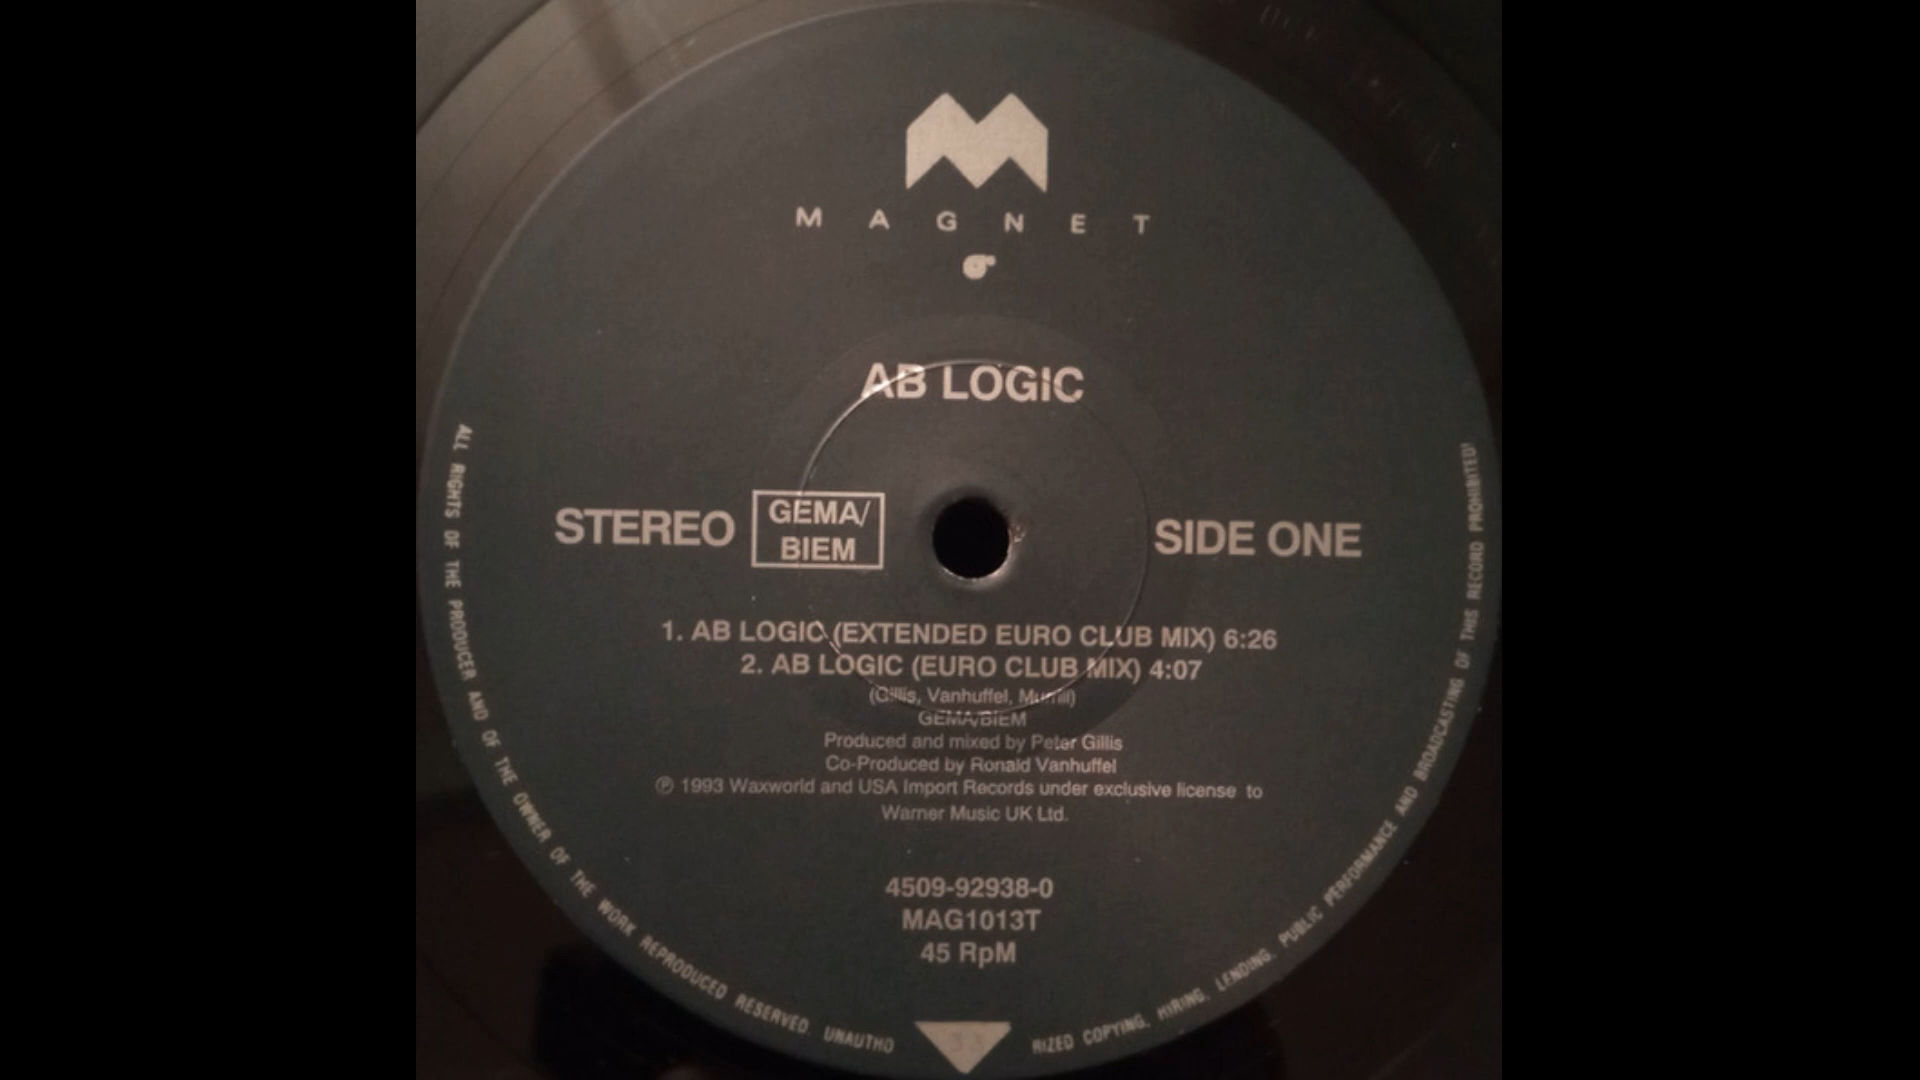 MAGNET
AB LOGIC
STEREO
GEMA/
BIEM
SIDE ONE
1. AB LOGIC (EXTENDED EURO CLUB MIX) 6:26
2. AB LOGIC (EURO CLUB MIX) 4:07
(Gillis, Vanhuffel, Murrill)
GEMA/BIEM
Produced and mixed by Peter Gillis
Co-Produced by Ronald Vanhuffel
℗ 1993 Waxworld and USA Import Records under exclusive license to
Warner Music UK Ltd.
4509-92938-0
MAG1013T
45 RpM
ALL RIGHTS OF THE PRODUCER AND OF THE OWNER OF THE WORK REPRODUCED RESERVED. UNAUTHO RIZED COPYING, HIRING, LENDING, PUBLIC PERFORMANCE AND BROADCASTING OF THIS RECORD PROHIBITED!